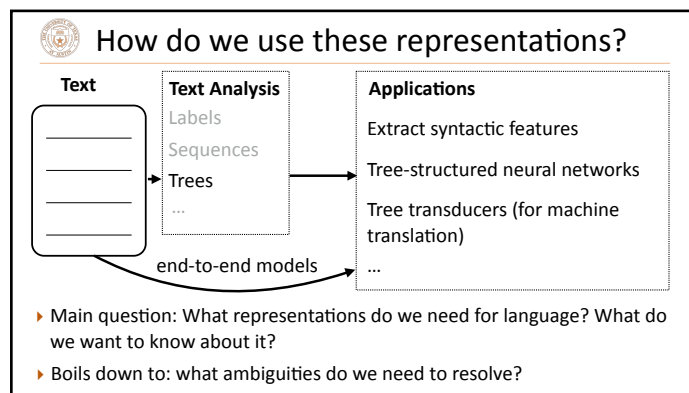 How do we use these representations?
Text
Text Analysis
Labels
Sequences
Trees
...
Applications
Extract syntactic features
Tree-structured neural networks
Tree transducers (for machine
translation)
...
end-to-end models
Main question: What representations do we need for language? What do
we want to know about it?
Boils down to: what ambiguities do we need to resolve?